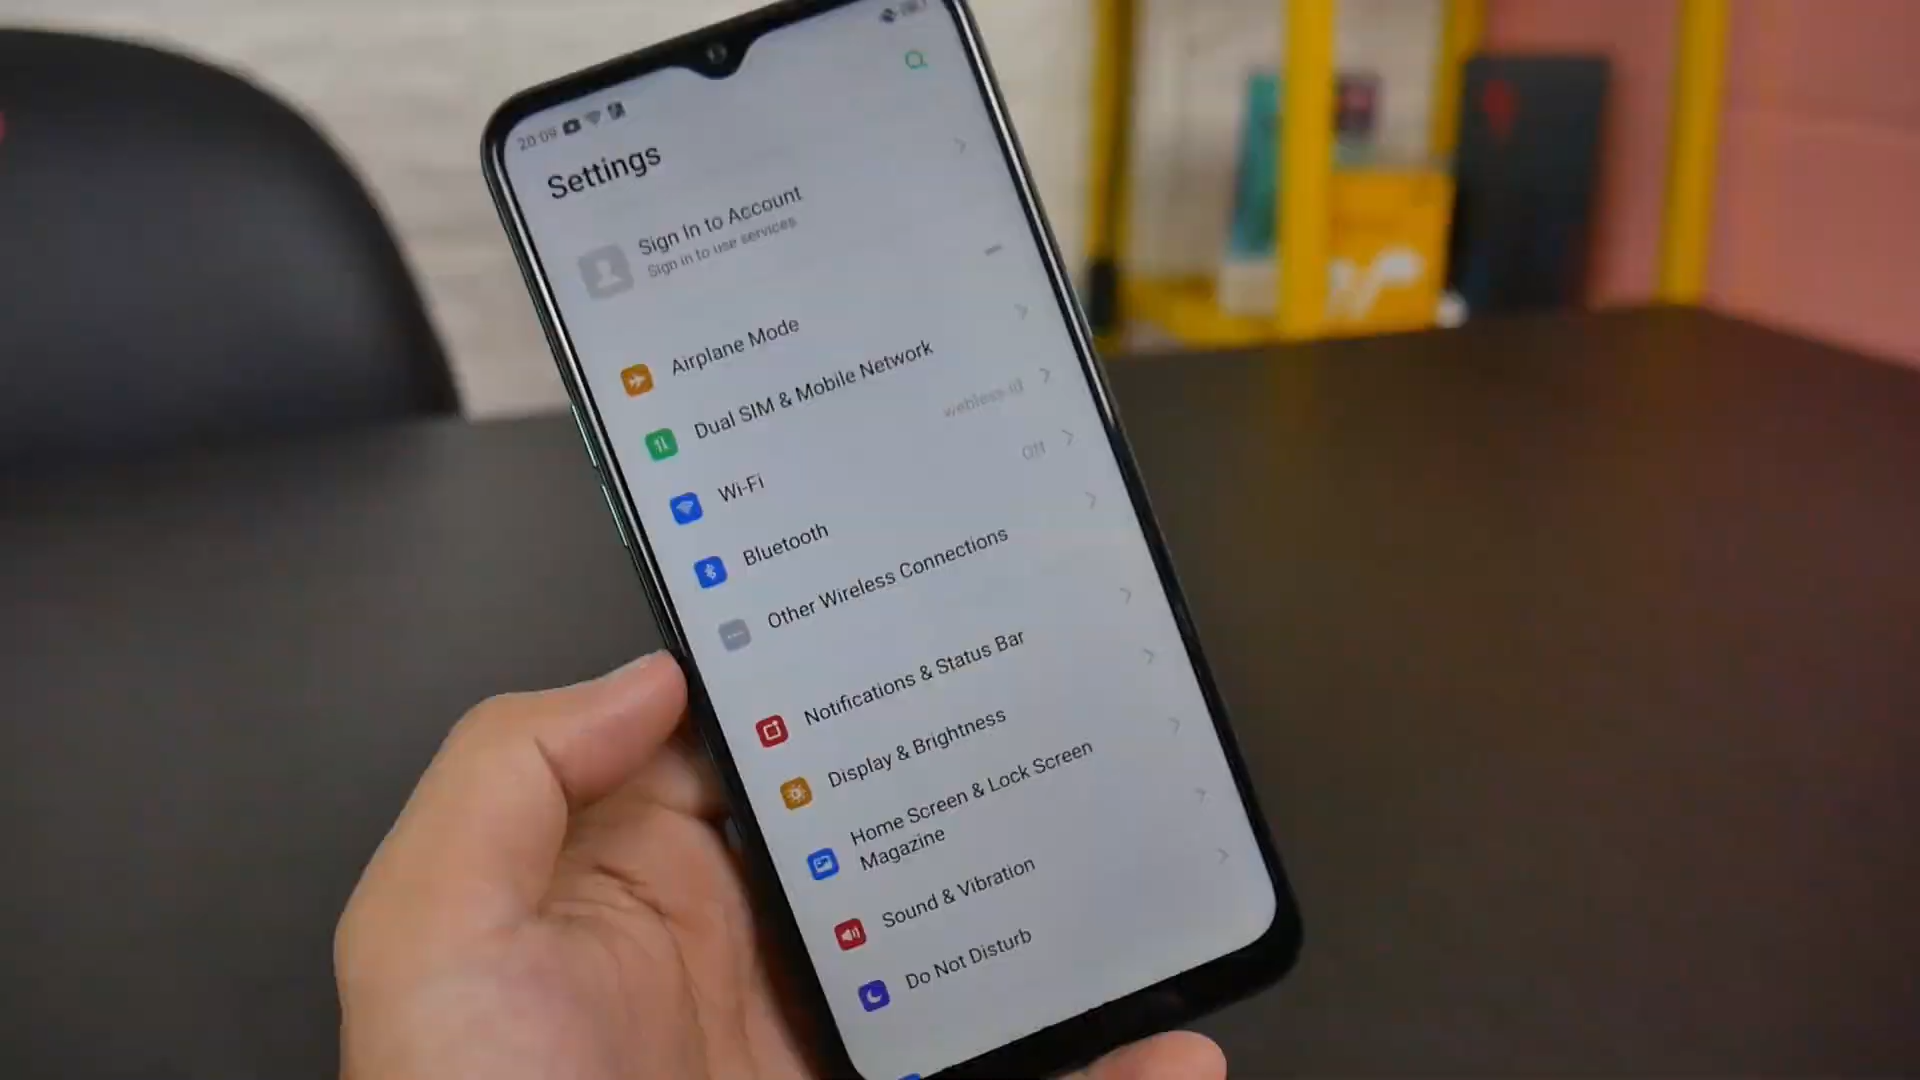 20:09
Settings
Sign In to Account
Sign in to use services
Airplane Mode
Dual SIM & Mobile Network
Wi-Fi
webless-id
Bluetooth
Off
Other Wireless Connections
Notifications & Status Bar
Display & Brightness
Home Screen & Lock Screen
Magazine
Sound & Vibration
Do Not Disturb